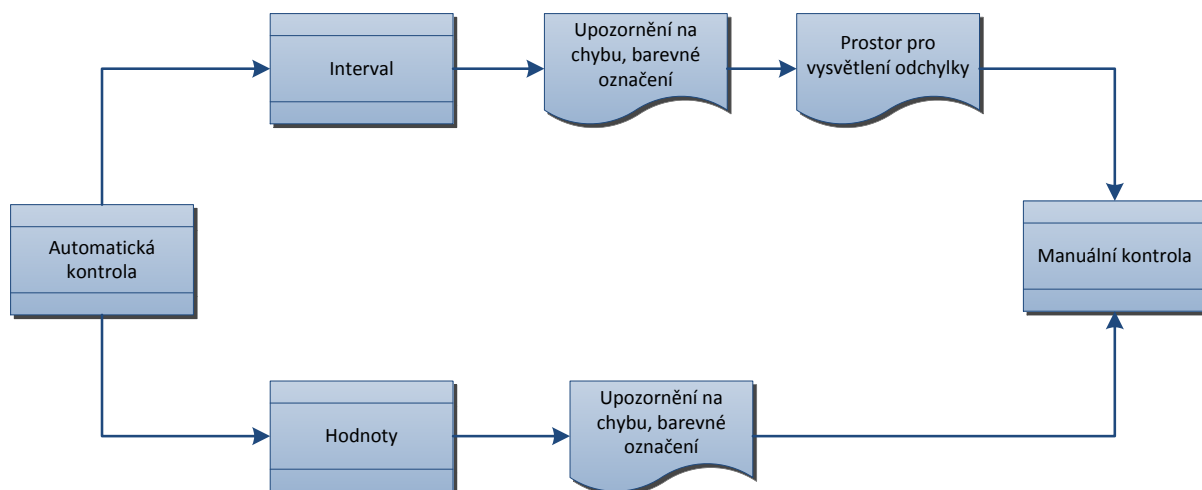 Interval
Upozornění na
chybu, barevné
označení
Prostor pro
vysvětlení odchylky
Automatická
kontrola
Manuální kontrola
Hodnoty
Upozornění na
chybu, barevné
označení